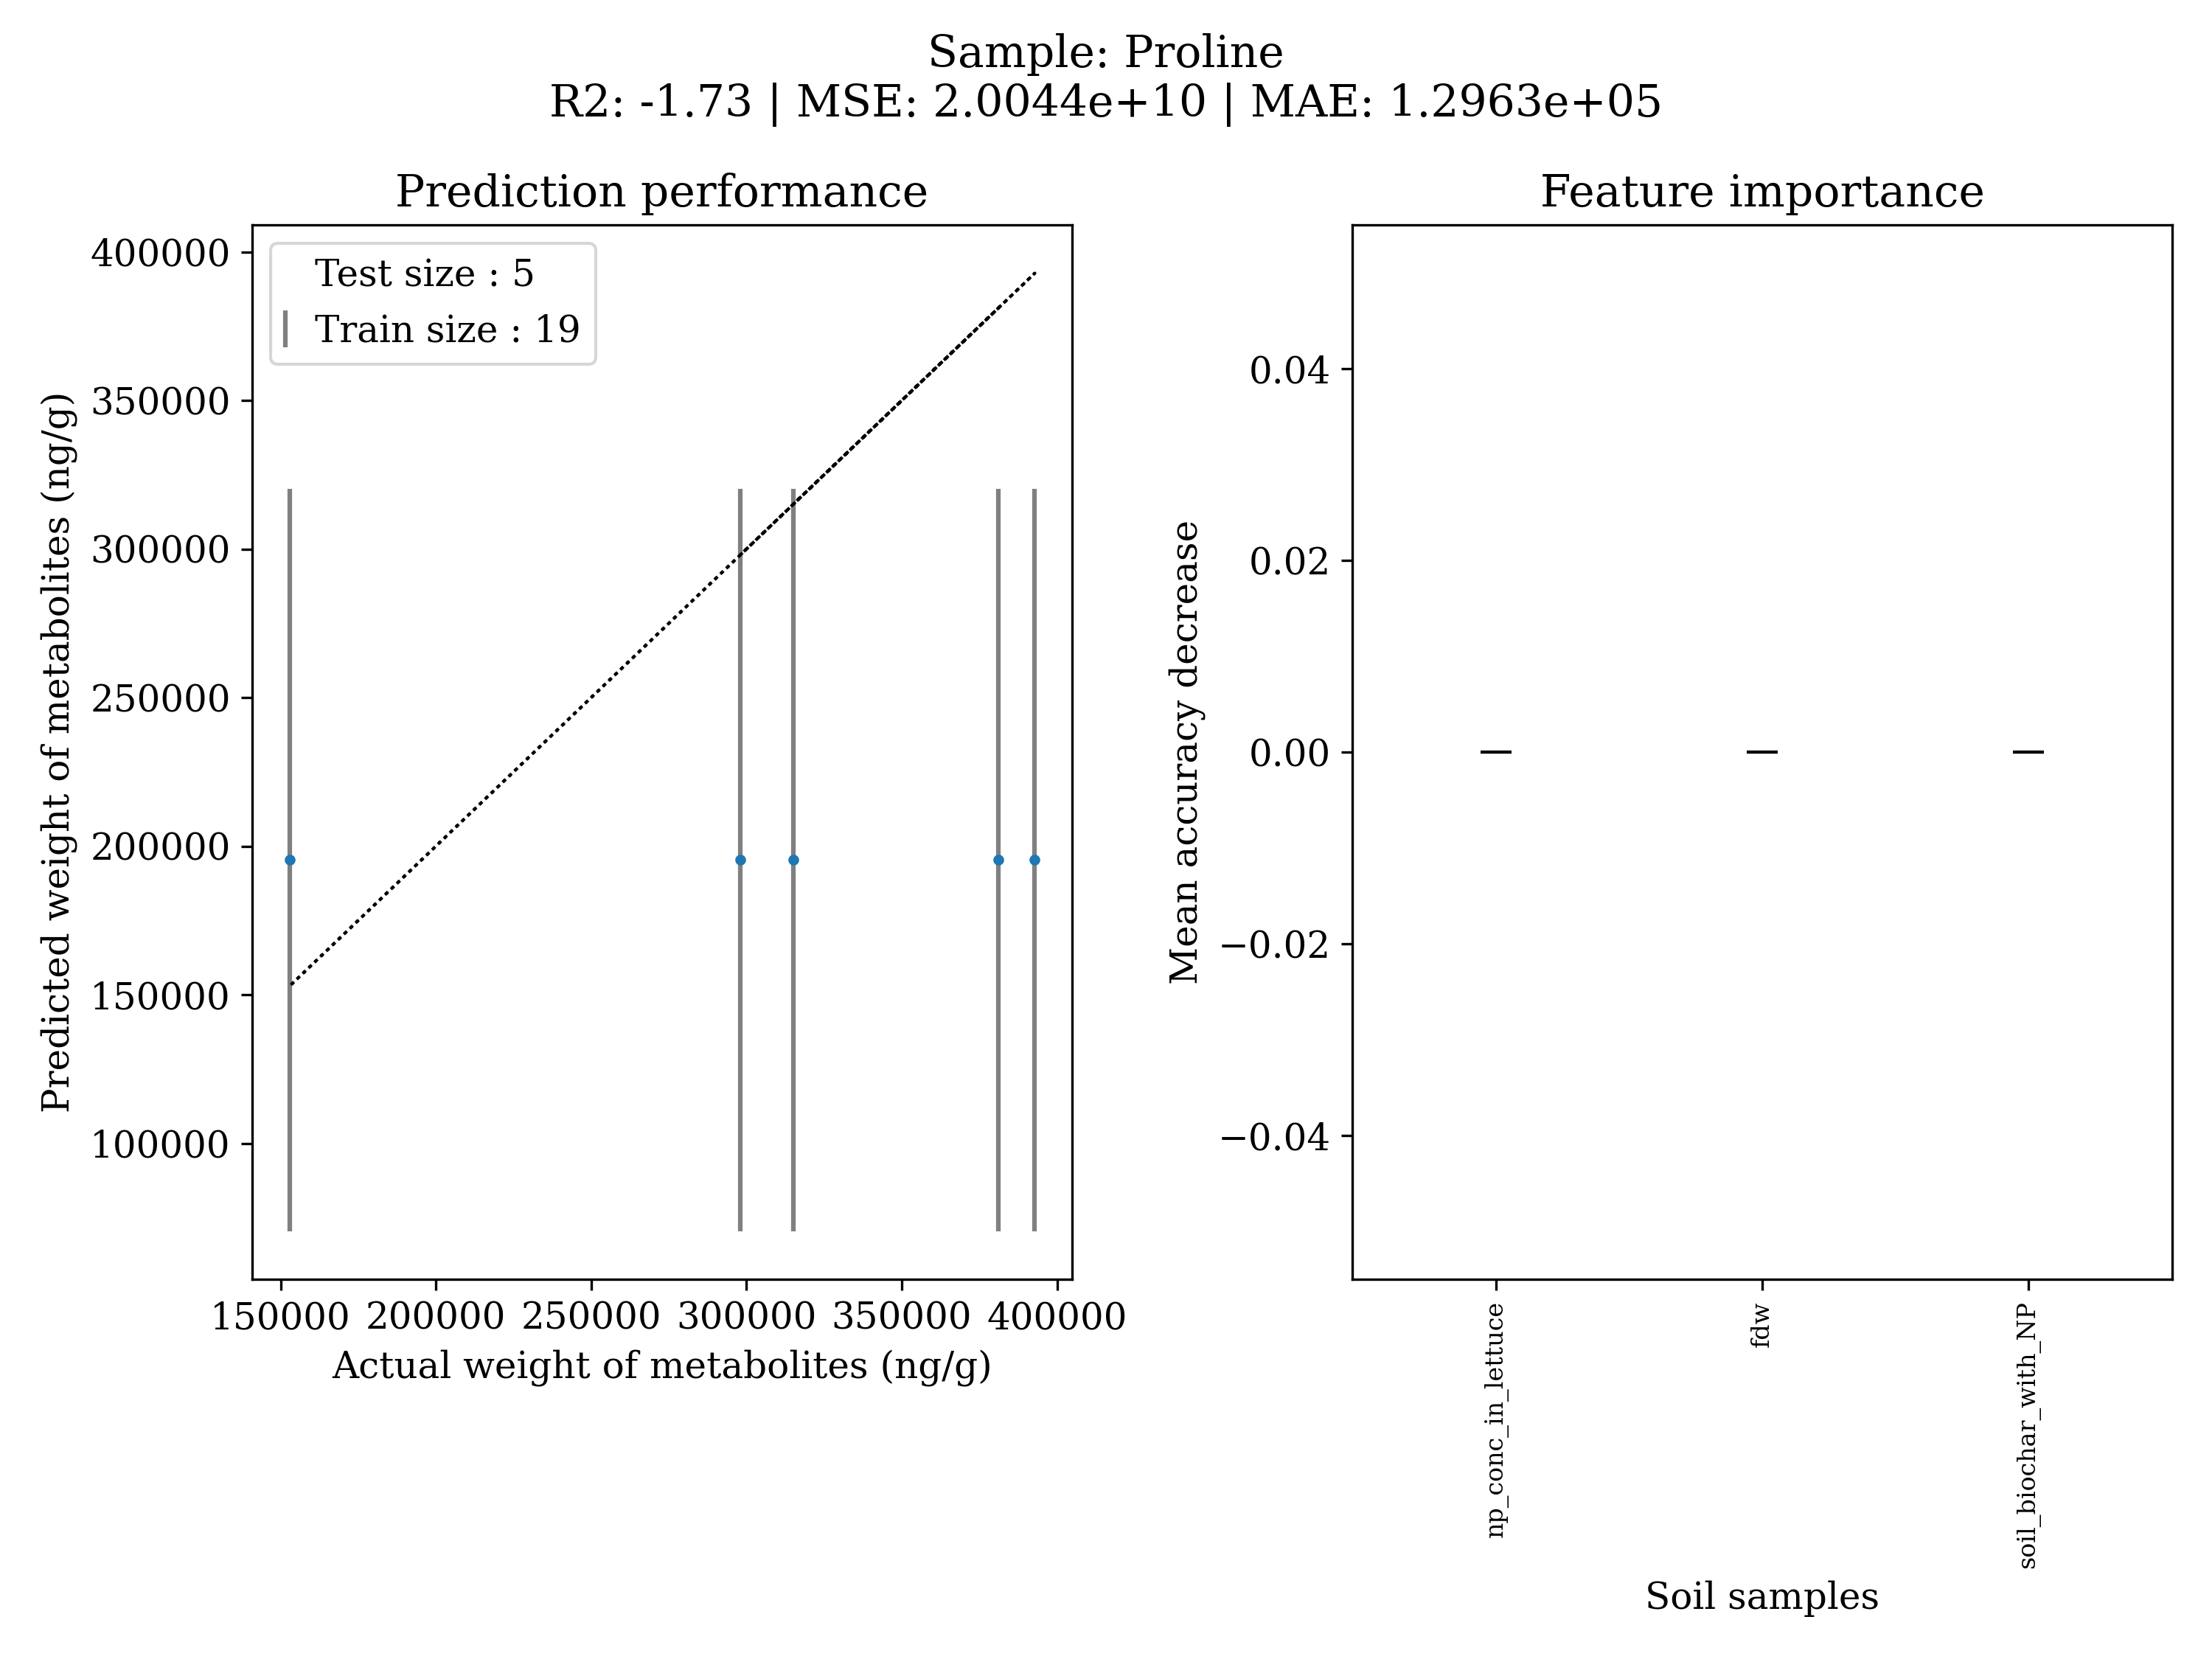 Sample: Proline
R2: -1.73 | MSE: 2.0044e+10 | MAE: 1.2963e+05
Prediction performance
Test size : 5
Train size : 19
400000
350000
300000
250000
200000
150000
100000
Predicted weight of metabolites (ng/g)
150000 200000 250000 300000 350000 400000
Actual weight of metabolites (ng/g)
Feature importance
0.04
0.02
0.00
−0.02
−0.04
Mean accuracy decrease
np_conc_in_lettuce
fdw
soil_biochar_with_NP
Soil samples